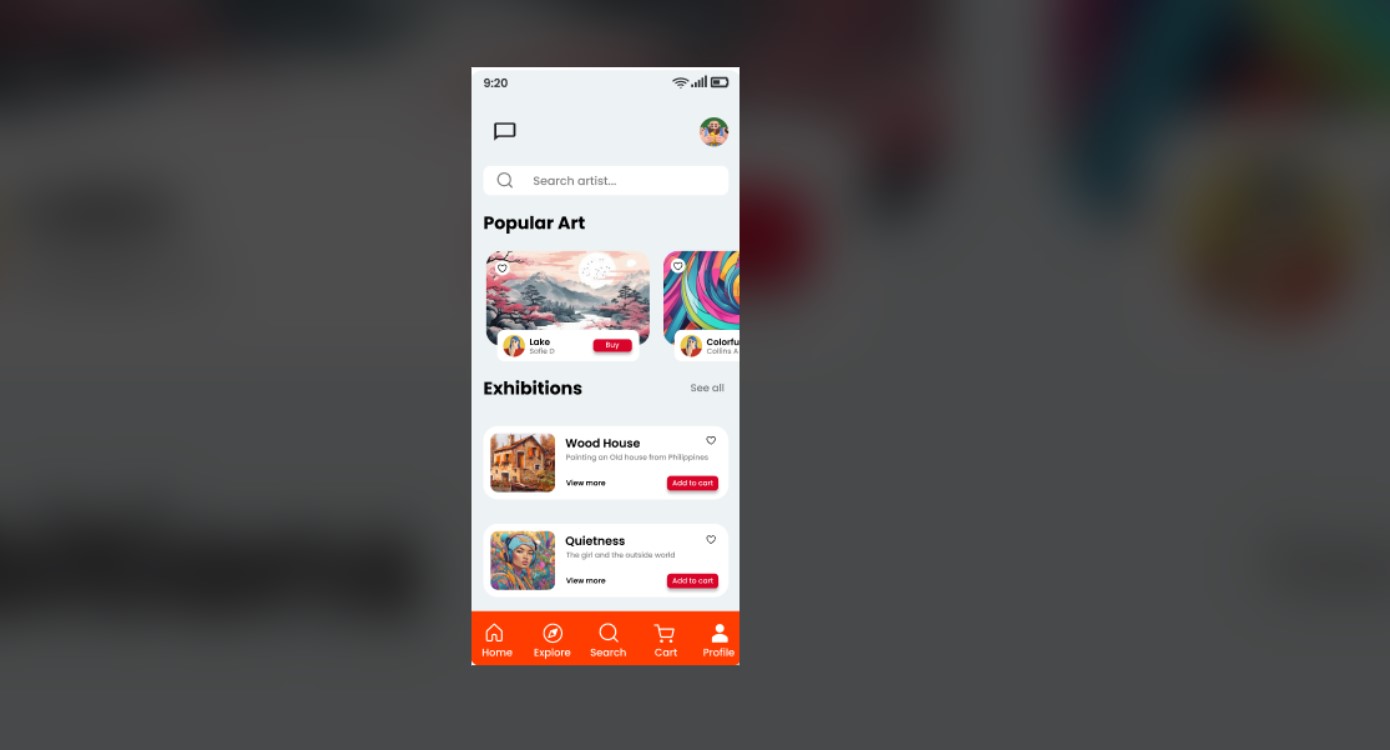 9:20
Search artist...
Popular Art
Lake
Sofie D
Buy
Colorfu
Collins A
Exhibitions
See all
Wood House
Painting an Old house from Philippines
View more
Add to cart
Quietness
The girl and the outside world
View more
Add to cart
Home
Explore
Search
Cart
Profile